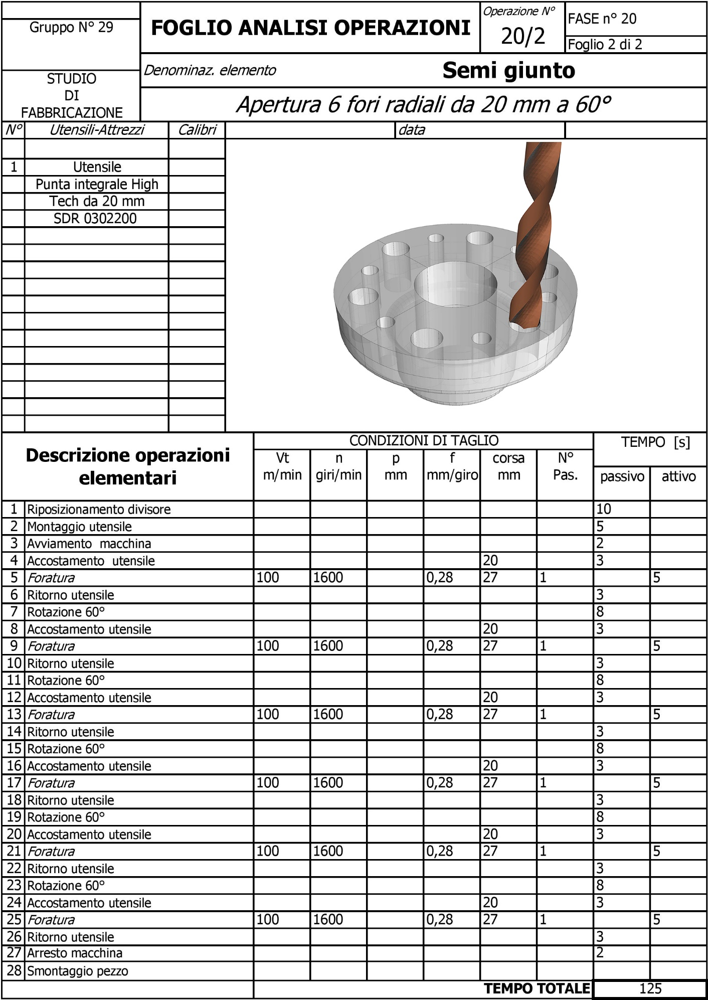 Gruppo N° 29
FOGLIO ANALISI OPERAZIONI
Operazione N°
20/2
FASE n° 20
Foglio 2 di 2
STUDIO
DI
FABBRICAZIONE
Denominaz. elemento
Semi giunto
Apertura 6 fori radiali da 20 mm a 60°
N° Utensili-Attrezzi Calibri data
1 Utensile
Punta integrale High
Tech da 20 mm
SDR 0302200
Descrizione operazioni
elementari
CONDIZIONI DI TAGLIO
TEMPO [s]
Vt n p f corsa N°
m/min giri/min mm mm/giro mm Pas. passivo attivo
1 Riposizionamento divisore 10
2 Montaggio utensile 5
3 Avviamento macchina 2
4 Accostamento utensile 20 3
5 Foratura 100 1600 0,28 27 1 5
6 Ritorno utensile 3
7 Rotazione 60° 8
8 Accostamento utensile 20 3
9 Foratura 100 1600 0,28 27 1 5
10 Ritorno utensile 3
11 Rotazione 60° 8
12 Accostamento utensile 20 3
13 Foratura 100 1600 0,28 27 1 5
14 Ritorno utensile 3
15 Rotazione 60° 8
16 Accostamento utensile 20 3
17 Foratura 100 1600 0,28 27 1 5
18 Ritorno utensile 3
19 Rotazione 60° 8
20 Accostamento utensile 20 3
21 Foratura 100 1600 0,28 27 1 5
22 Ritorno utensile 3
23 Rotazione 60° 8
24 Accostamento utensile 20 3
25 Foratura 100 1600 0,28 27 1 5
26 Ritorno utensile 3
27 Arresto macchina 2
28 Smontaggio pezzo
TEMPO TOTALE 125